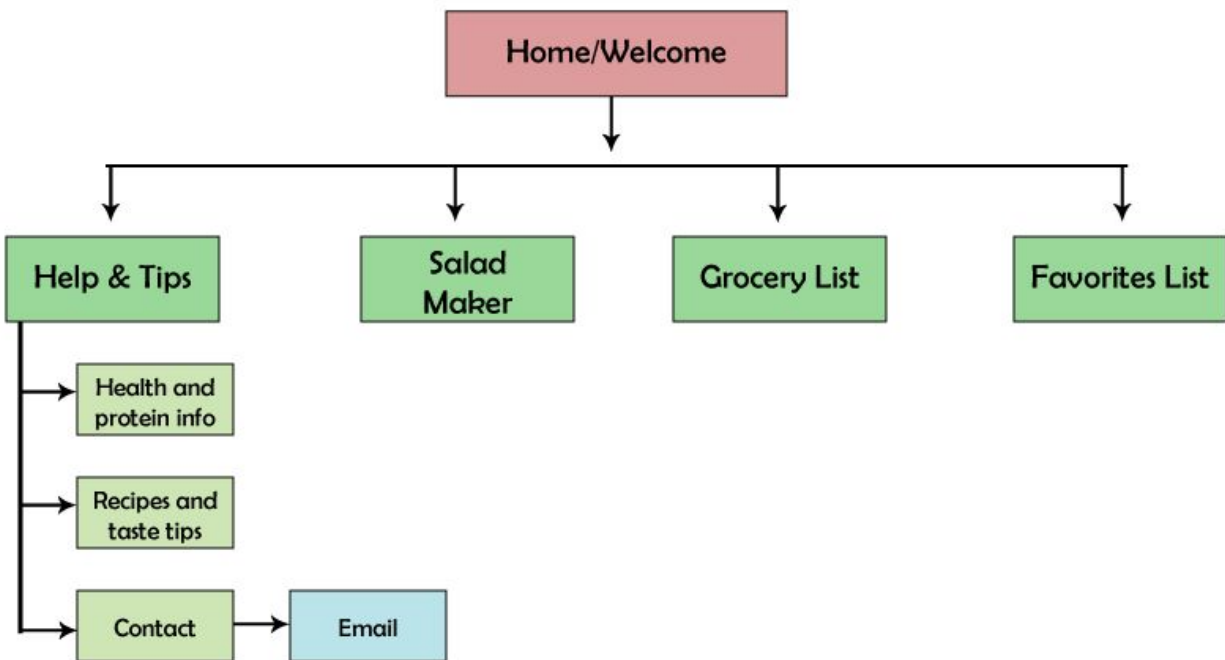 Home/Welcome
Help & Tips
Salad
Maker
Grocery List
Favorites List
Health and
protein info
Recipes and
taste tips
Contact
Email